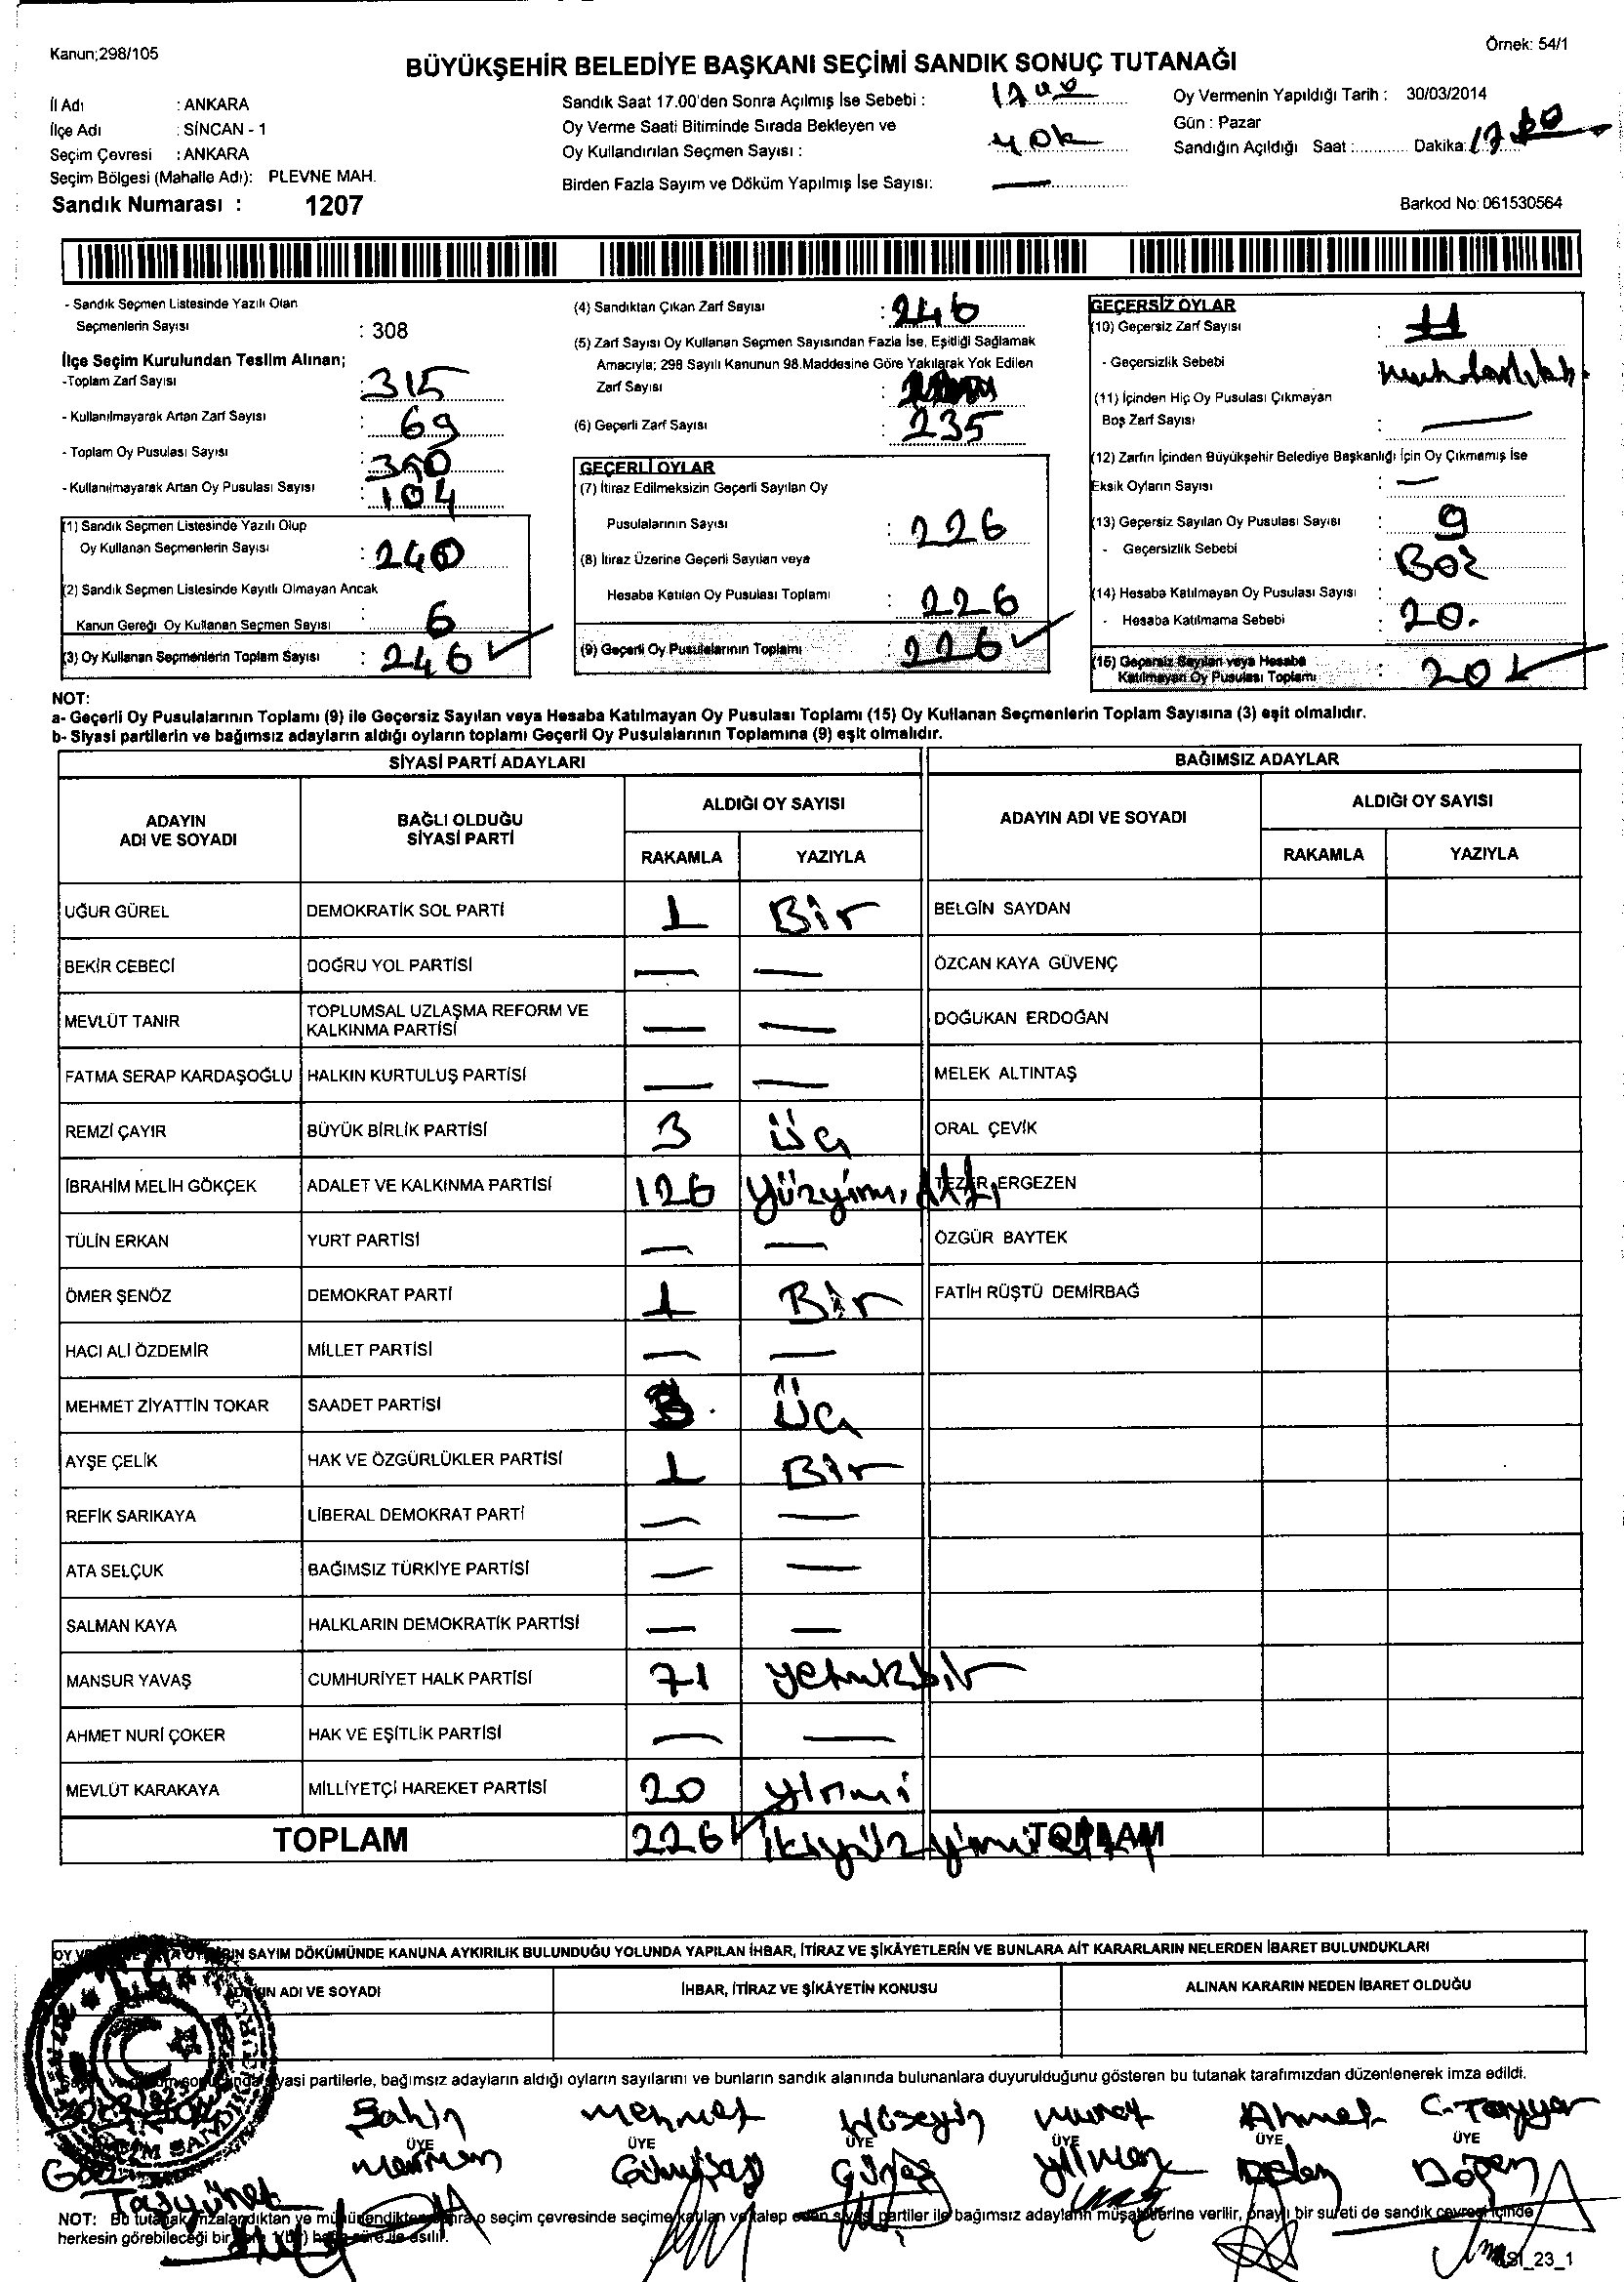 Kanun;298/105
Örnek: 54/1
BÜYÜKŞEHİR BELEDİYE BAŞKANI SEÇİMİ SANDIK SONUÇ TUTANAĞI
İl Adı : ANKARA
İlçe Adı : SİNCAN - 1
Seçim Çevresi : ANKARA
Seçim Bölgesi (Mahalle Adı): PLEVNE MAH.
Sandık Numarası : 1207
Sandık Saat 17.00'den Sonra Açılmış İse Sebebi : 1700
Oy Verme Saati Bitiminde Sırada Bekleyen ve
Oy Kullandırılan Seçmen Sayısı : yok
Birden Fazla Sayım ve Döküm Yapılmış İse Sayısı: —
Oy Vermenin Yapıldığı Tarih : 30/03/2014
Gün : Pazar
Sandığın Açıldığı Saat :............ Dakika: 17
Barkod No: 061530564
- Sandık Seçmen Listesinde Yazılı Olan
Seçmenlerin Sayısı : 308
İlçe Seçim Kurulundan Teslim Alınan;
-Toplam Zarf Sayısı : 315
- Kullanılmayarak Artan Zarf Sayısı : 69
- Toplam Oy Pusulası Sayısı :
- Kullanılmayarak Artan Oy Pusulası Sayısı : 104
(1) Sandık Seçmen Listesinde Yazılı Olup
Oy Kullanan Seçmenlerin Sayısı : 240
(2) Sandık Seçmen Listesinde Kayıtlı Olmayan Ancak
Kanun Gereği Oy Kullanan Seçmen Sayısı : 6
(3) Oy Kullanan Seçmenlerin Toplam Sayısı : 246
(4) Sandıktan Çıkan Zarf Sayısı : 246
(5) Zarf Sayısı Oy Kullanan Seçmen Sayısından Fazla İse, Eşitliği Sağlamak
Amacıyla; 298 Sayılı Kanunun 98.Maddesine Göre Yakılarak Yok Edilen
Zarf Sayısı :
(6) Geçerli Zarf Sayısı : 235
GEÇERLİ OYLAR
(7) İtiraz Edilmeksizin Geçerli Sayılan Oy
Pusulalarının Sayısı : 226
(8) İtiraz Üzerine Geçerli Sayılan veya
Hesaba Katılan Oy Pusulası Toplamı : 226
(9) Geçerli Oy Pusulalarının Toplamı : 226
GEÇERSİZ OYLAR
(10) Geçersiz Zarf Sayısı : 11
- Geçersizlik Sebebi :
(11) İçinden Hiç Oy Pusulası Çıkmayan
Boş Zarf Sayısı : —
(12) Zarfın İçinden Büyükşehir Belediye Başkanlığı İçin Oy Çıkmamış İse
Eksik Oyların Sayısı : —
(13) Geçersiz Sayılan Oy Pusulası Sayısı : 9
- Geçersizlik Sebebi :
(14) Hesaba Katılmayan Oy Pusulası Sayısı : 20.
- Hesaba Katılmama Sebebi :
(15) Geçersiz Sayılan veya Hesaba
Katılmayan Oy Pusulası Toplamı : 20
NOT:
a- Geçerli Oy Pusulalarının Toplamı (9) ile Geçersiz Sayılan veya Hesaba Katılmayan Oy Pusulası Toplamı (15) Oy Kullanan Seçmenlerin Toplam Sayısına (3) eşit olmalıdır.
b- Siyasi partilerin ve bağımsız adayların aldığı oyların toplamı Geçerli Oy Pusulalarının Toplamına (9) eşit olmalıdır.
SİYASİ PARTİ ADAYLARI
BAĞIMSIZ ADAYLAR
ADAYIN ADI VE SOYADI
BAĞLI OLDUĞU SİYASİ PARTİ
ALDIĞI OY SAYISI
RAKAMLA YAZIYLA
ADAYIN ADI VE SOYADI
ALDIĞI OY SAYISI
RAKAMLA YAZIYLA
UĞUR GÜREL DEMOKRATİK SOL PARTİ 1 Bir BELGİN SAYDAN
BEKİR CEBECİ DOĞRU YOL PARTİSİ — — ÖZCAN KAYA GÜVENÇ
MEVLÜT TANIR TOPLUMSAL UZLAŞMA REFORM VE KALKINMA PARTİSİ — — DOĞUKAN ERDOĞAN
FATMA SERAP KARDAŞOĞLU HALKIN KURTULUŞ PARTİSİ — — MELEK ALTINTAŞ
REMZİ ÇAYIR BÜYÜK BİRLİK PARTİSİ 3 Üç ORAL ÇEVİK
İBRAHİM MELİH GÖKÇEK ADALET VE KALKINMA PARTİSİ 126 Yüzyirmi Altı TEZER ERGEZEN
TÜLİN ERKAN YURT PARTİSİ — — ÖZGÜR BAYTEK
ÖMER ŞENÖZ DEMOKRAT PARTİ 1 Bir FATİH RÜŞTÜ DEMİRBAĞ
HACI ALİ ÖZDEMİR MİLLET PARTİSİ — —
MEHMET ZİYATTİN TOKAR SAADET PARTİSİ 3 Üç
AYŞE ÇELİK HAK VE ÖZGÜRLÜKLER PARTİSİ 1 Bir
REFİK SARIKAYA LİBERAL DEMOKRAT PARTİ — —
ATA SELÇUK BAĞIMSIZ TÜRKİYE PARTİSİ — —
SALMAN KAYA HALKLARIN DEMOKRATİK PARTİSİ — —
MANSUR YAVAŞ CUMHURİYET HALK PARTİSİ 71 yetmişbir
AHMET NURİ ÇOKER HAK VE EŞİTLİK PARTİSİ — —
MEVLÜT KARAKAYA MİLLİYETÇİ HAREKET PARTİSİ 20 yirmi
TOPLAM 226 ikiyüz yirmi TOPLAM
SAYIM DÖKÜMÜNDE KANUNA AYKIRILIK BULUNDUĞU YOLUNDA YAPILAN İHBAR, İTİRAZ VE ŞİKÂYETLERİN VE BUNLARA AİT KARARLARIN NELERDEN İBARET BULUNDUKLARI
ADI VE SOYADI
İHBAR, İTİRAZ VE ŞİKÂYETİN KONUSU
ALINAN KARARIN NEDEN İBARET OLDUĞU
siyasi partilerle, bağımsız adayların aldığı oyların sayılarını ve bunların sandık alanında bulunanlara duyurulduğunu gösteren bu tutanak tarafımızdan düzenlenerek imza edildi.
Şahin Mehmet Hüseyin Murat Ahmet C. Tayyar
ÜYE ÜYE ÜYE ÜYE ÜYE ÜYE
Gümüştaş Güneş Yılmaz Doğan
Taşyürek
NOT: Bu tutanak imzalandıktan ve mühürlendikten sonra o seçim çevresinde seçime katılan ve talep eden siyasi partiler ile bağımsız adayların müşahitlerine verilir, onaylı bir sureti de sandık çevresi içinde
herkesin görebileceği bir yere 1(bir) hafta süre ile asılır.
23_1